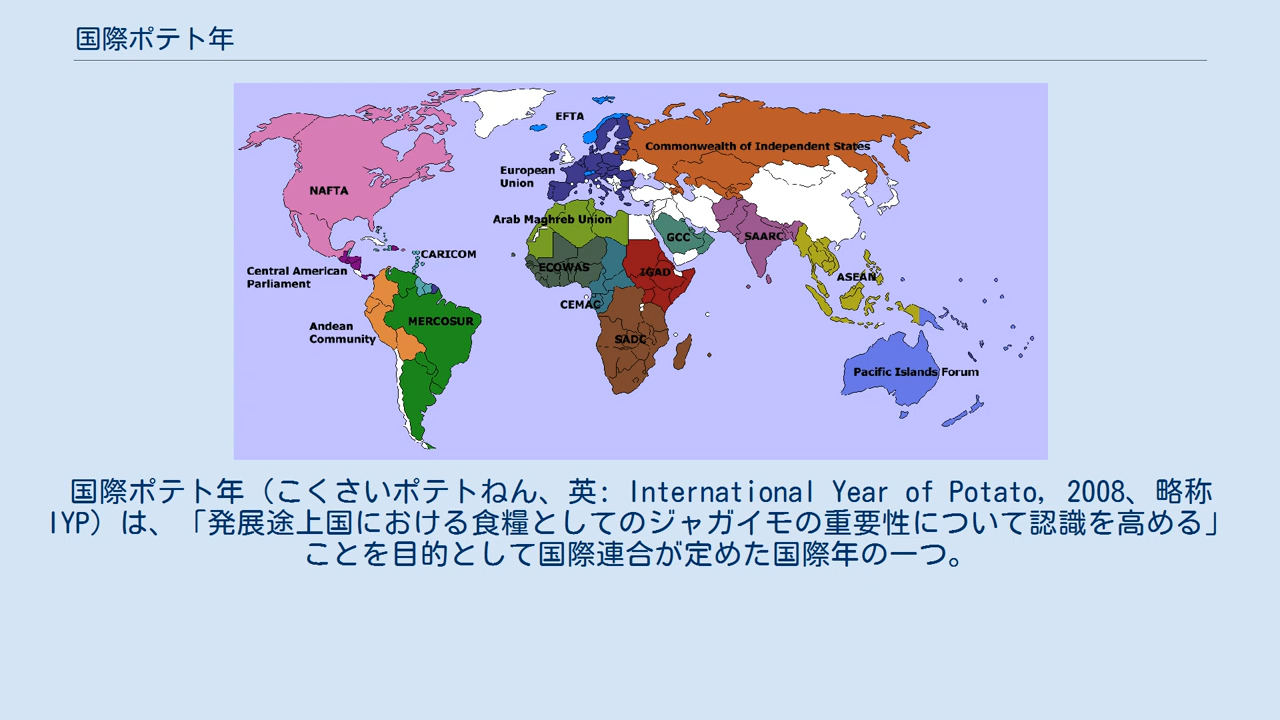 国際ポテト年
EFTA
Commonwealth of Independent States
European
Union
NAFTA
Arab Maghreb Union
GCC
SAARC
CARICOM
ECOWAS
IGAD
Central American
Parliament
ASEAN
CEMAC
MERCOSUR
Andean
Community
SADC
Pacific Islands Forum
国際ポテト年（こくさいポテトねん、英: International Year of Potato, 2008、略称
IYP）は、「発展途上国における食糧としてのジャガイモの重要性について認識を高める」
ことを目的として国際連合が定めた国際年の一つ。